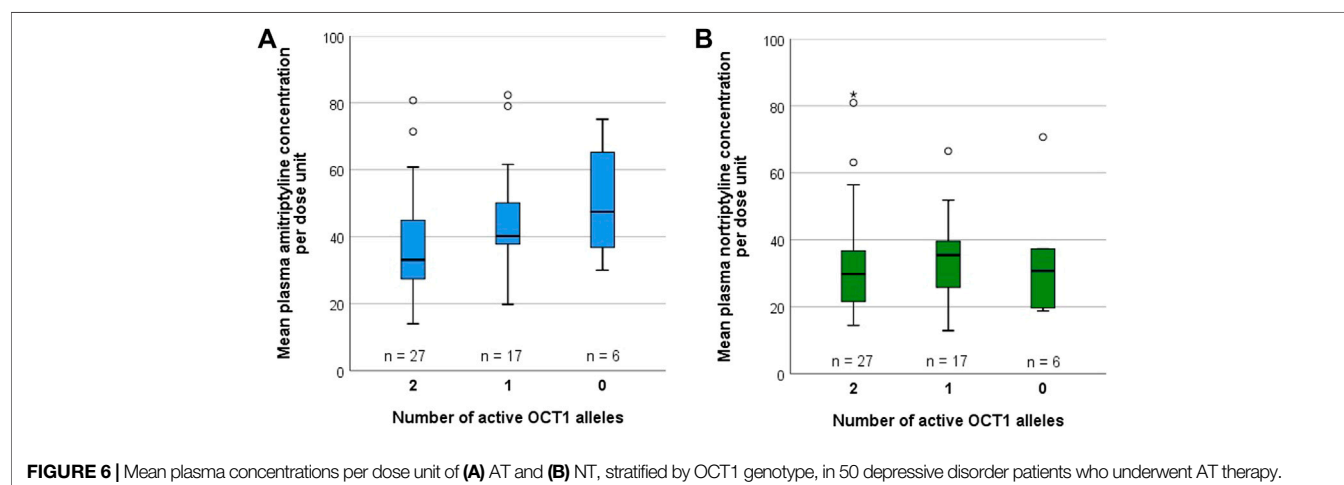 A
Mean plasma amitriptyline concentration
per dose unit
100
80
60
40
20
0
n = 27 n = 17 n = 6
2 1 0
Number of active OCT1 alleles
B
Mean plasma nortriptyline concentration
per dose unit
100
80
60
40
20
0
n = 27 n = 17 n = 6
2 1 0
Number of active OCT1 alleles
FIGURE 6 | Mean plasma concentrations per dose unit of (A) AT and (B) NT, stratified by OCT1 genotype, in 50 depressive disorder patients who underwent AT therapy.